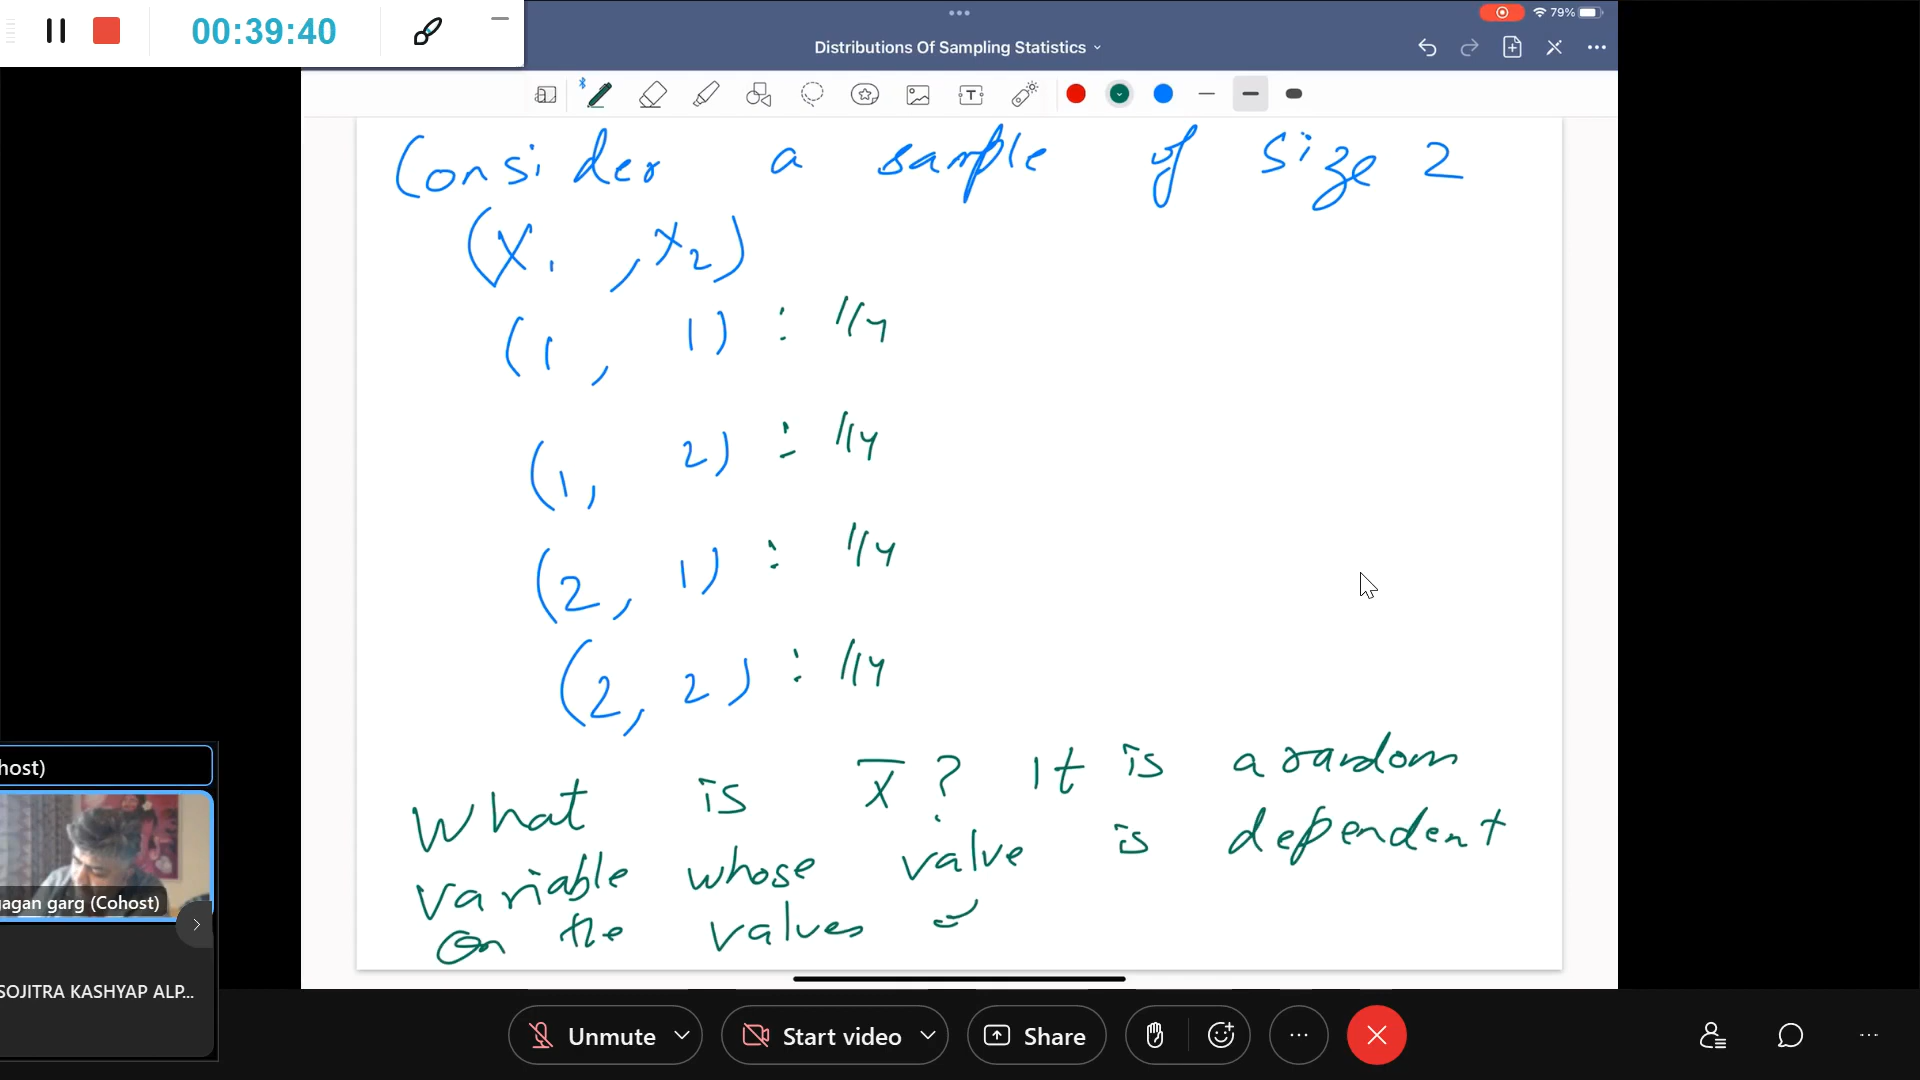 00:39:40
79%
Distributions Of Sampling Statistics
Consider a sample of size 2
(X1, X2)
(1, 1) : 1/4
(1, 2) : 1/4
(2, 1) : 1/4
(2, 2) : 1/4
What is X̅? It is a random
variable whose value is dependent
on the values
host)
gagan garg (Cohost)
SOJITRA KASHYAP ALP...
Unmute
Start video
Share